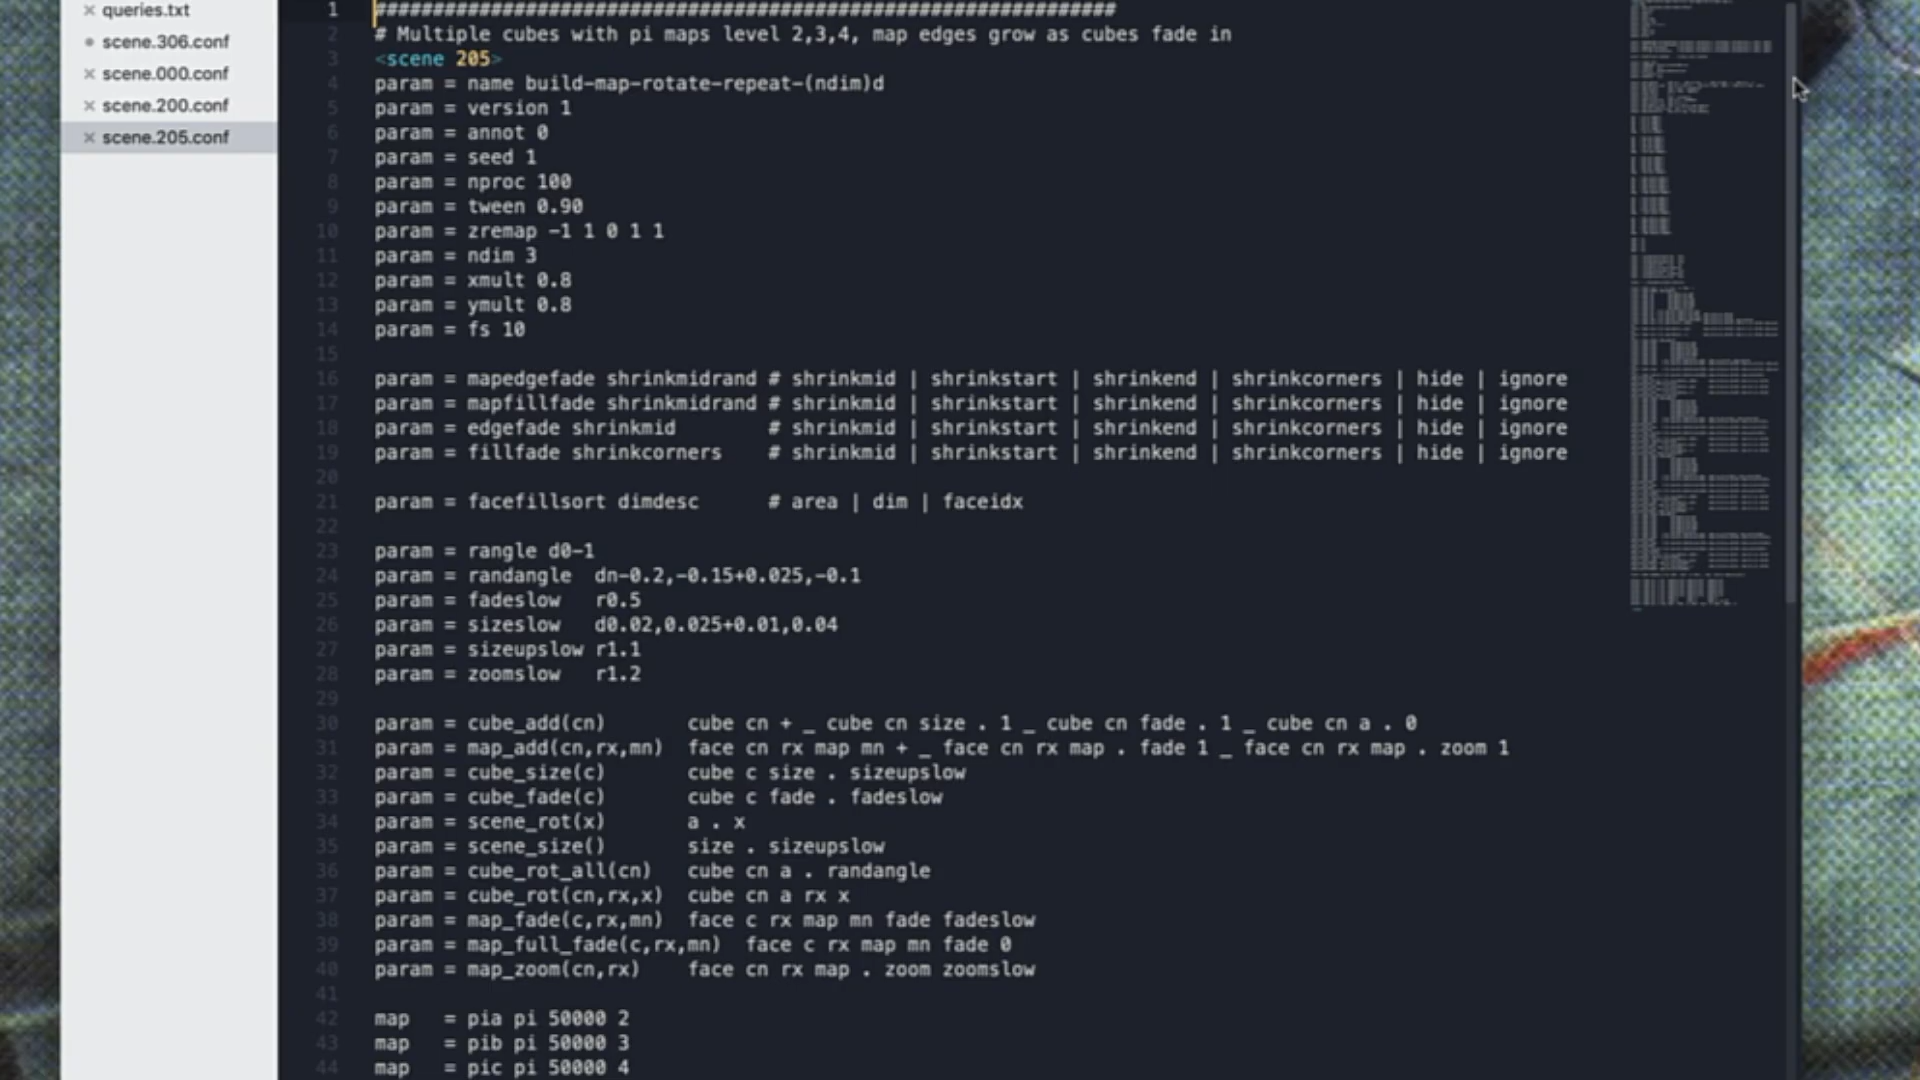 queries.txt
scene.306.conf
scene.000.conf
scene.200.conf
scene.205.conf
1 ################################################################
2 # Multiple cubes with pi maps level 2,3,4, map edges grow as cubes fade in
3 <scene 205>
4 param = name build-map-rotate-repeat-(ndim)d
5 param = version 1
6 param = annot 0
7 param = seed 1
8 param = nproc 100
9 param = tween 0.90
10 param = zremap -1 1 0 1 1
11 param = ndim 3
12 param = xmult 0.8
13 param = ymult 0.8
14 param = fs 10
15
16 param = mapedgefade shrinkmidrand # shrinkmid | shrinkstart | shrinkend | shrinkcorners | hide | ignore
17 param = mapfillfade shrinkmidrand # shrinkmid | shrinkstart | shrinkend | shrinkcorners | hide | ignore
18 param = edgefade shrinkmid # shrinkmid | shrinkstart | shrinkend | shrinkcorners | hide | ignore
19 param = fillfade shrinkcorners # shrinkmid | shrinkstart | shrinkend | shrinkcorners | hide | ignore
20
21 param = facefillsort dimdesc # area | dim | faceidx
22
23 param = rangle d0-1
24 param = randangle dn-0.2,-0.15+0.025,-0.1
25 param = fadeslow r0.5
26 param = sizeslow d0.02,0.025+0.01,0.04
27 param = sizeupslow r1.1
28 param = zoomslow r1.2
29
30 param = cube_add(cn) cube cn + _ cube cn size . 1 _ cube cn fade . 1 _ cube cn a . 0
31 param = map_add(cn,rx,mn) face cn rx map mn + _ face cn rx map . fade 1 _ face cn rx map . zoom 1
32 param = cube_size(c) cube c size . sizeupslow
33 param = cube_fade(c) cube c fade . fadeslow
34 param = scene_rot(x) a . x
35 param = scene_size() size . sizeupslow
36 param = cube_rot_all(cn) cube cn a . randangle
37 param = cube_rot(cn,rx,x) cube cn a rx x
38 param = map_fade(c,rx,mn) face c rx map mn fade fadeslow
39 param = map_full_fade(c,rx,mn) face c rx map mn fade 0
40 param = map_zoom(cn,rx) face cn rx map . zoom zoomslow
41
42 map = pia pi 50000 2
43 map = pib pi 50000 3
44 map = pic pi 50000 4